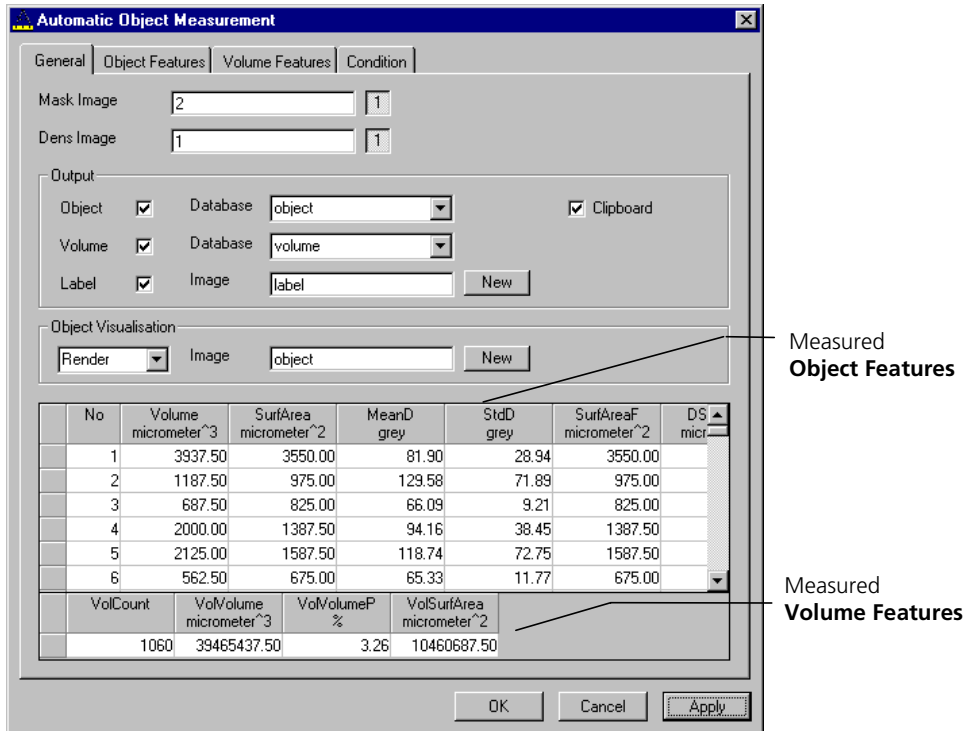 Automatic Object Measurement
General Object Features Volume Features Condition
Mask Image 2 1
Dens Image 1 1
Output
Object Database object Clipboard
Volume Database volume
Label Image label New
Object Visualisation
Render Image object New
Measured
Object Features
No Volume SurfArea MeanD StdD SurfAreaF DS
micrometer^3 micrometer^2 grey grey micrometer^2 micr
1 3937.50 3550.00 81.90 28.94 3550.00
2 1187.50 975.00 129.58 71.89 975.00
3 687.50 825.00 66.09 9.21 825.00
4 2000.00 1387.50 94.16 38.45 1387.50
5 2125.00 1587.50 118.74 72.75 1587.50
6 562.50 675.00 65.33 11.77 675.00
Measured
Volume Features
VolCount VolVolume VolVolumeP VolSurfArea
micrometer^3 % micrometer^2
1060 39465437.50 3.26 10460687.50
OK Cancel Apply